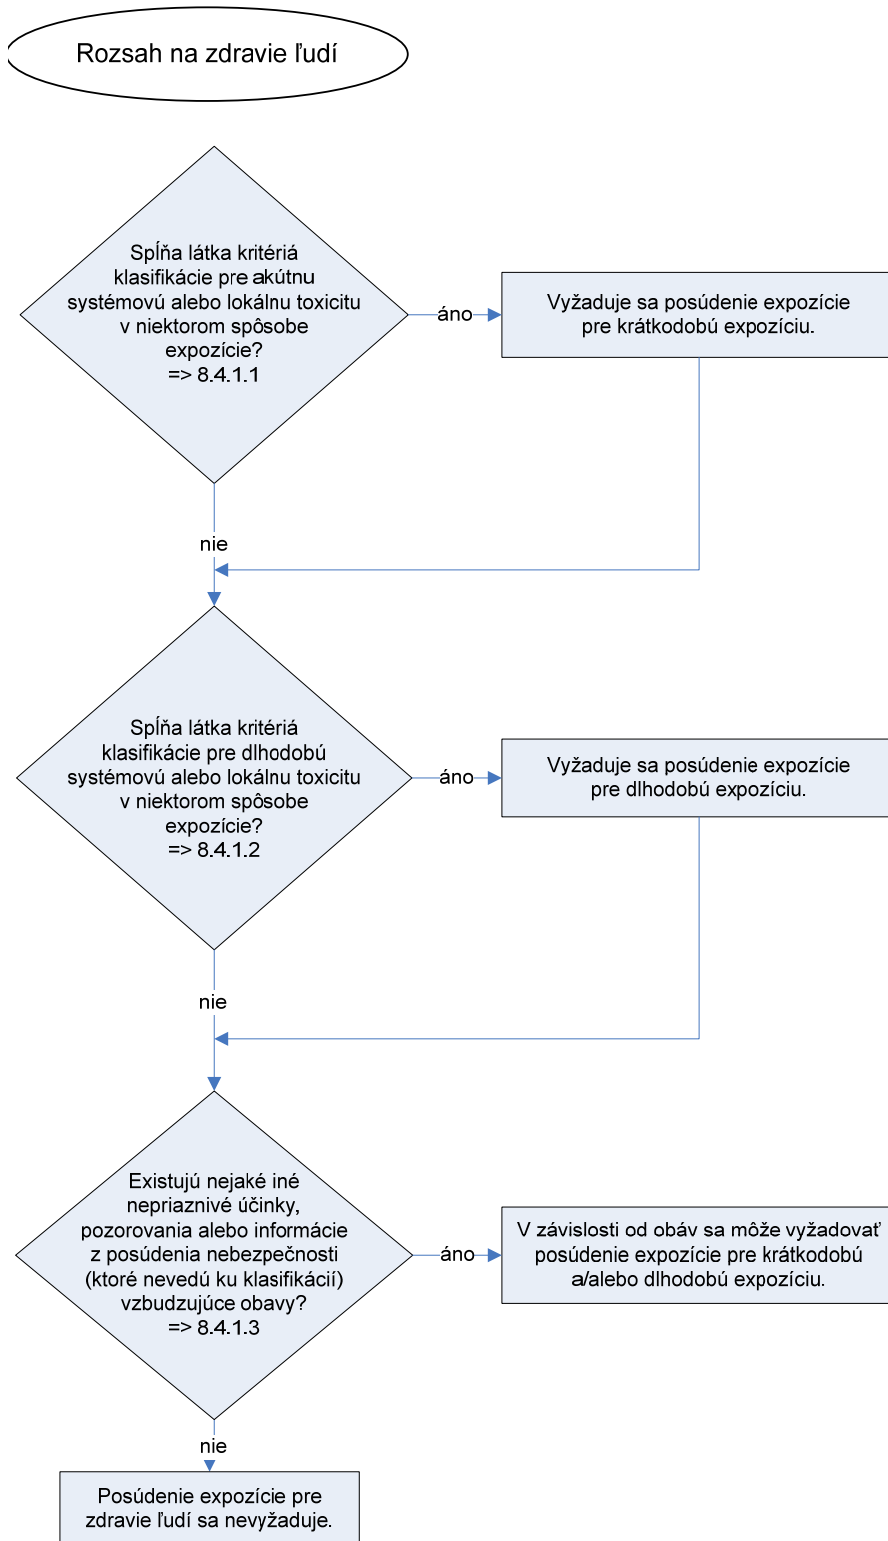 Rozsah na zdravie ľudí
Spĺňa látka kritériá
klasifikácie pre akútnu
systémovú alebo lokálnu toxicitu
v niektorom spôsobe
expozície?
=> 8.4.1.1
áno
Vyžaduje sa posúdenie expozície
pre krátkodobú expozíciu.
nie
Spĺňa látka kritériá
klasifikácie pre dlhodobú
systémovú alebo lokálnu toxicitu
v niektorom spôsobe
expozície?
=> 8.4.1.2
áno
Vyžaduje sa posúdenie expozície
pre dlhodobú expozíciu.
nie
Existujú nejaké iné
nepriaznivé účinky,
pozorovania alebo informácie
z posúdenia nebezpečnosti
(ktoré nevedú ku klasifikácií)
vzbudzujúce obavy?
=> 8.4.1.3
áno
V závislosti od obáv sa môže vyžadovať
posúdenie expozície pre krátkodobú
a/alebo dlhodobú expozíciu.
nie
Posúdenie expozície pre
zdravie ľudí sa nevyžaduje.